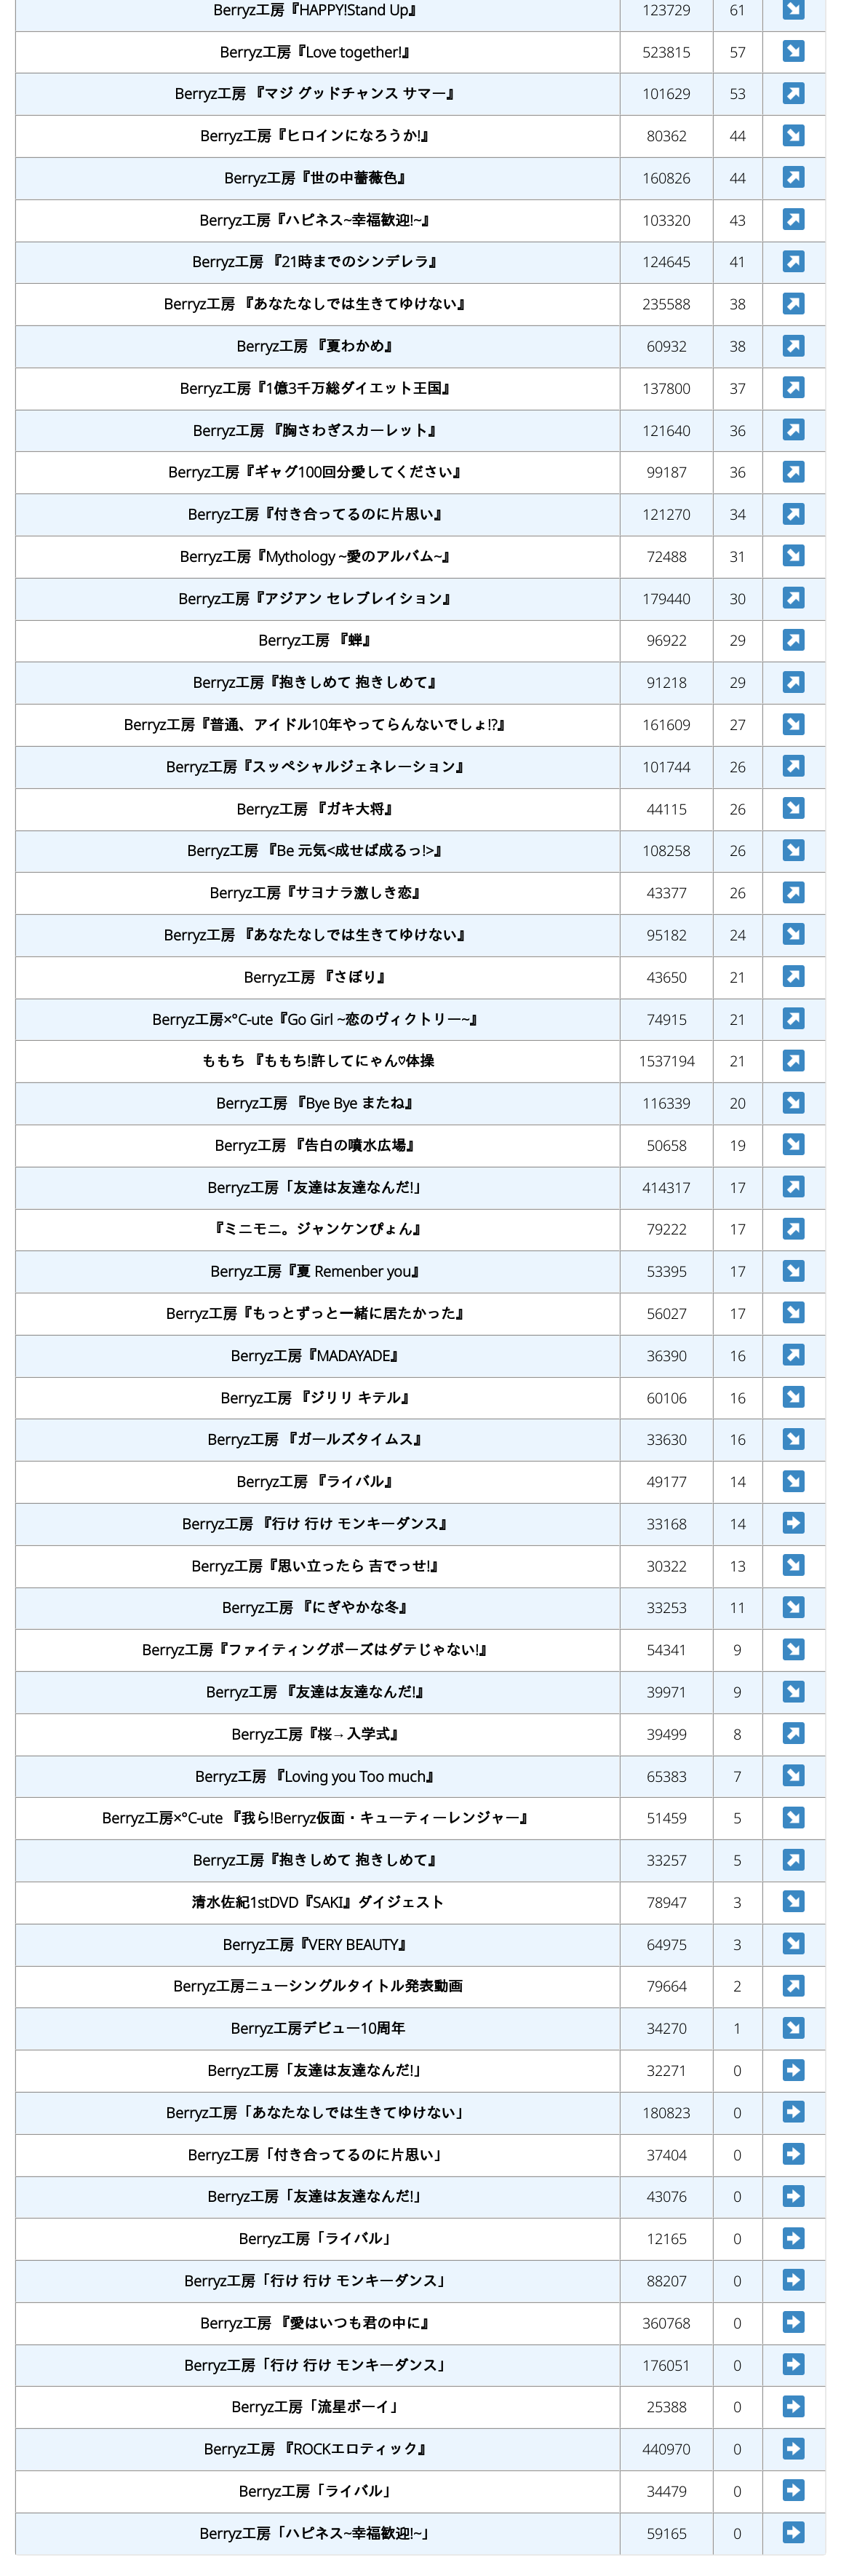 Berryz工房『HAPPY!Stand Up』 123729 61
Berryz工房『Love together!』 523815 57
Berryz工房 『マジ グッドチャンス サマー』 101629 53
Berryz工房『ヒロインになろうか!』 80362 44
Berryz工房『世の中薔薇色』 160826 44
Berryz工房『ハピネス~幸福歓迎!~』 103320 43
Berryz工房 『21時までのシンデレラ』 124645 41
Berryz工房 『あなたなしでは生きてゆけない』 235588 38
Berryz工房 『夏わかめ』 60932 38
Berryz工房『1億3千万総ダイエット王国』 137800 37
Berryz工房 『胸さわぎスカーレット』 121640 36
Berryz工房『ギャグ100回分愛してください』 99187 36
Berryz工房『付き合ってるのに片思い』 121270 34
Berryz工房『Mythology ~愛のアルバム~』 72488 31
Berryz工房『アジアン セレブレイション』 179440 30
Berryz工房 『蝉』 96922 29
Berryz工房『抱きしめて 抱きしめて』 91218 29
Berryz工房『普通、アイドル10年やってらんないでしょ!?』 161609 27
Berryz工房『スッペシャルジェネレーション』 101744 26
Berryz工房 『ガキ大将』 44115 26
Berryz工房 『Be 元気<成せば成るっ!>』 108258 26
Berryz工房『サヨナラ激しき恋』 43377 26
Berryz工房 『あなたなしでは生きてゆけない』 95182 24
Berryz工房 『さぼり』 43650 21
Berryz工房×°C-ute『Go Girl ~恋のヴィクトリー~』 74915 21
ももち 『ももち!許してにゃん♡体操 1537194 21
Berryz工房 『Bye Bye またね』 116339 20
Berryz工房 『告白の噴水広場』 50658 19
Berryz工房「友達は友達なんだ!」 414317 17
『ミニモニ。ジャンケンぴょん』 79222 17
Berryz工房『夏 Remenber you』 53395 17
Berryz工房『もっとずっと一緒に居たかった』 56027 17
Berryz工房『MADAYADE』 36390 16
Berryz工房 『ジリリ キテル』 60106 16
Berryz工房 『ガールズタイムス』 33630 16
Berryz工房 『ライバル』 49177 14
Berryz工房 『行け 行け モンキーダンス』 33168 14
Berryz工房『思い立ったら 吉でっせ!』 30322 13
Berryz工房 『にぎやかな冬』 33253 11
Berryz工房『ファイティングポーズはダテじゃない!』 54341 9
Berryz工房 『友達は友達なんだ!』 39971 9
Berryz工房『桜→入学式』 39499 8
Berryz工房 『Loving you Too much』 65383 7
Berryz工房×°C-ute 『我ら!Berryz仮面・キューティーレンジャー』 51459 5
Berryz工房『抱きしめて 抱きしめて』 33257 5
清水佐紀1stDVD『SAKI』ダイジェスト 78947 3
Berryz工房『VERY BEAUTY』 64975 3
Berryz工房ニューシングルタイトル発表動画 79664 2
Berryz工房デビュー10周年 34270 1
Berryz工房「友達は友達なんだ!」 32271 0
Berryz工房「あなたなしでは生きてゆけない」 180823 0
Berryz工房「付き合ってるのに片思い」 37404 0
Berryz工房「友達は友達なんだ!」 43076 0
Berryz工房「ライバル」 12165 0
Berryz工房「行け 行け モンキーダンス」 88207 0
Berryz工房 『愛はいつも君の中に』 360768 0
Berryz工房「行け 行け モンキーダンス」 176051 0
Berryz工房「流星ボーイ」 25388 0
Berryz工房 『ROCKエロティック』 440970 0
Berryz工房「ライバル」 34479 0
Berryz工房「ハピネス~幸福歓迎!~」 59165 0